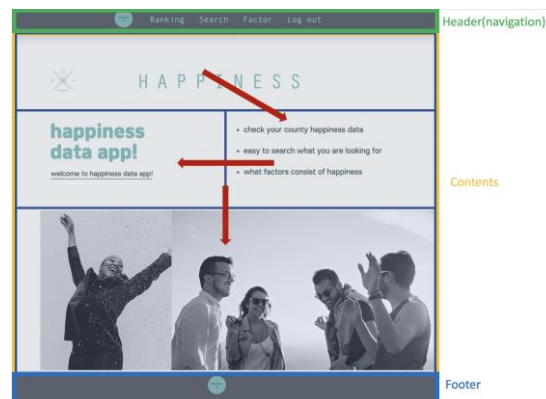 Ranking Search Factor Log out
Header(navigation)
HAPPINESS
happiness
data app!
welcome to happiness data app!
• check your county happiness data
• easy to search what you are looking for
• what factors consist of happiness
Contents
Footer